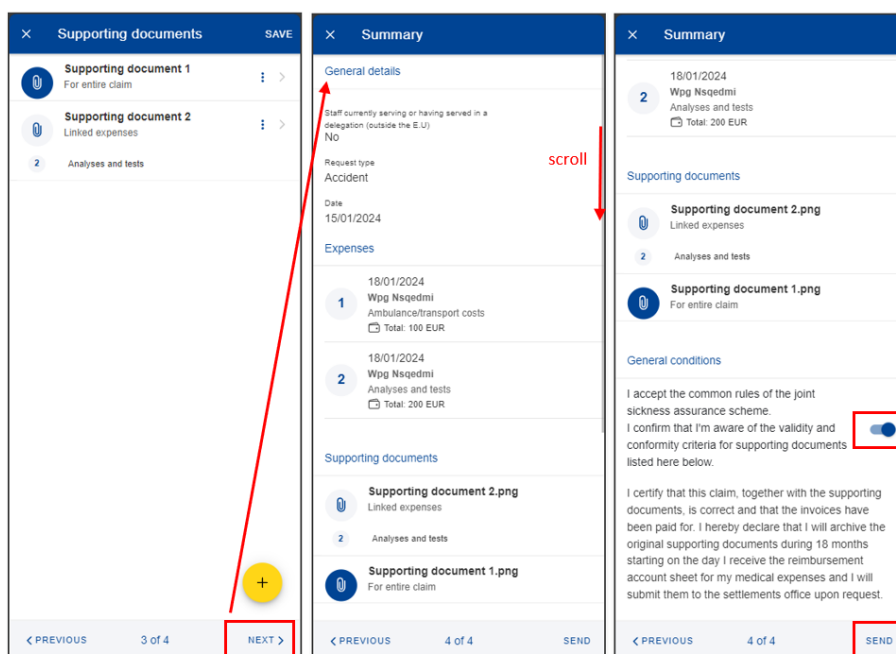 Supporting documents
SAVE
Supporting document 1
For entire claim
Supporting document 2
Linked expenses
2
Analyses and tests
+
PREVIOUS
3 of 4
NEXT
Summary
General details
Staff currently serving or having served in a
delegation (outside the E.U)
No
Request type
Accident
Date
15/01/2024
Expenses
18/01/2024
1
Wpg Nsqedmi
Ambulance/transport costs
Total: 100 EUR
18/01/2024
2
Wpg Nsqedmi
Analyses and tests
Total: 200 EUR
Supporting documents
Supporting document 2.png
Linked expenses
2
Analyses and tests
Supporting document 1.png
For entire claim
PREVIOUS
4 of 4
SEND
scroll
Summary
18/01/2024
2
Wpg Nsqedmi
Analyses and tests
Total: 200 EUR
Supporting documents
Supporting document 2.png
Linked expenses
2
Analyses and tests
Supporting document 1.png
For entire claim
General conditions
I accept the common rules of the joint
sickness assurance scheme.
I confirm that I'm aware of the validity and
conformity criteria for supporting documents
listed here below.
I certify that this claim, together with the supporting
documents, is correct and that the invoices have
been paid for. I hereby declare that I will archive the
original supporting documents during 18 months
starting on the day I receive the reimbursement
account sheet for my medical expenses and I will
submit them to the settlements office upon request.
PREVIOUS
4 of 4
SEND